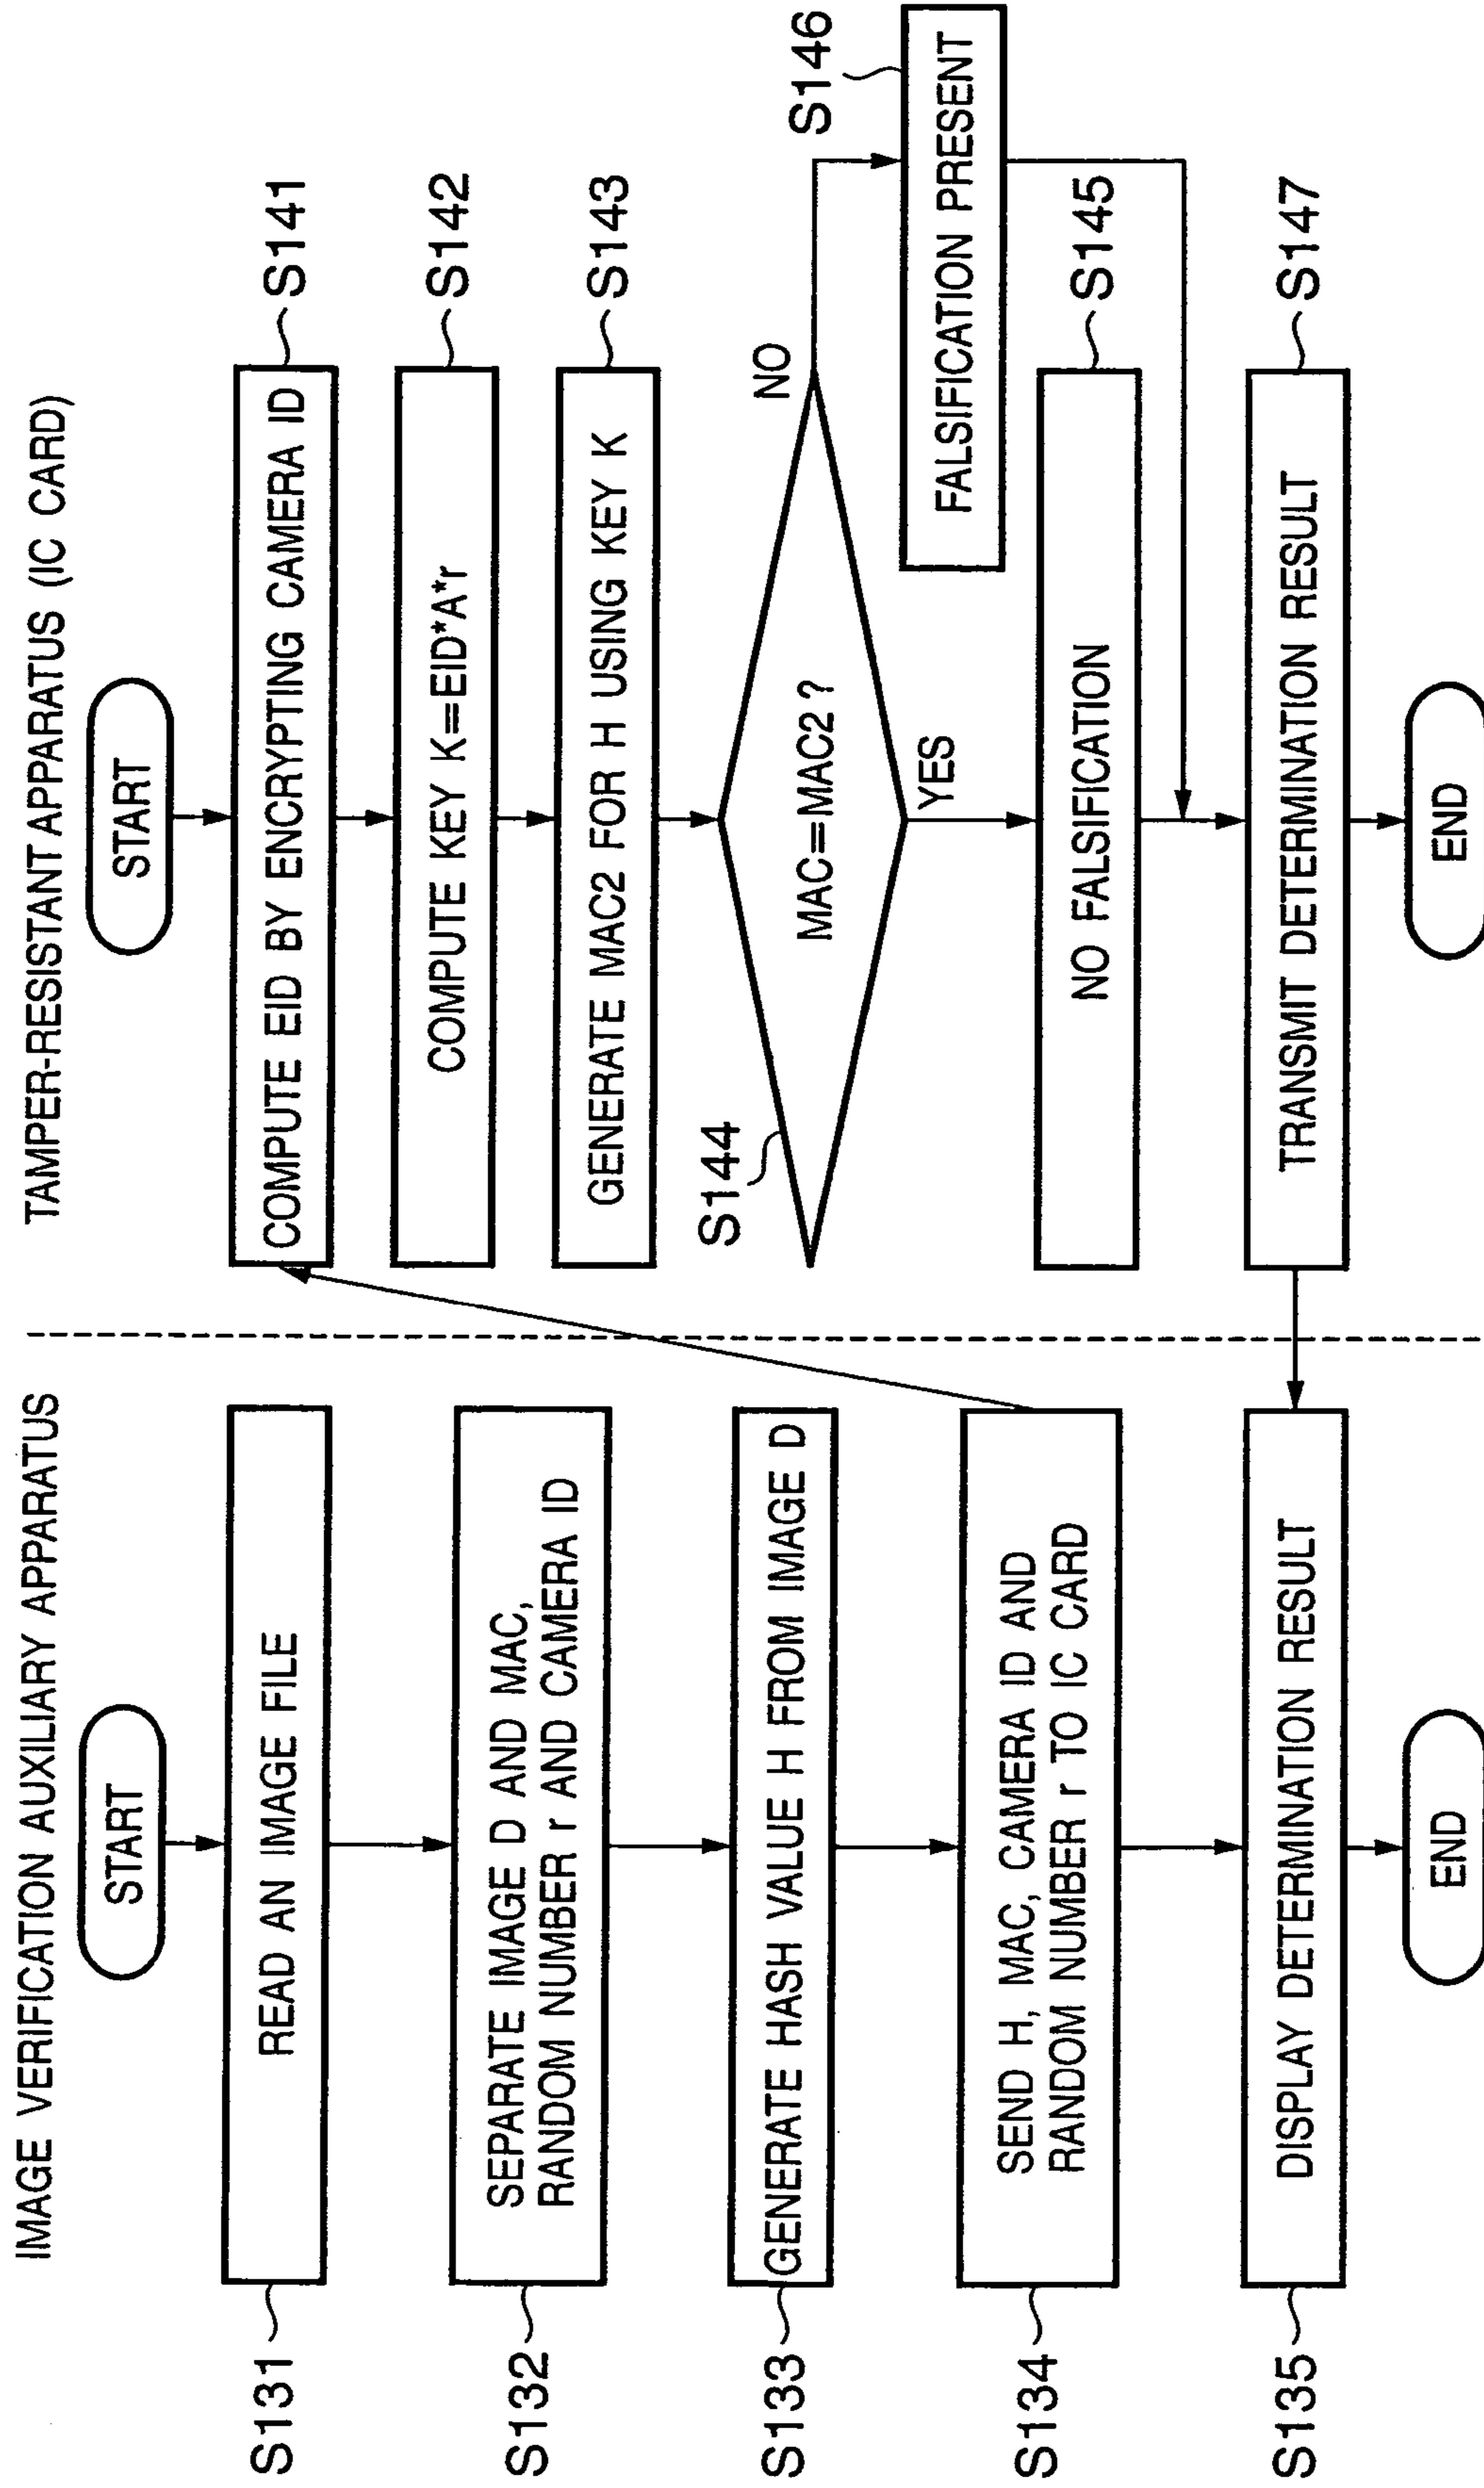 IMAGE VERIFICATION AUXILIARY APPARATUS
START
S131
READ AN IMAGE FILE
S132
SEPARATE IMAGE D AND MAC,
RANDOM NUMBER r AND CAMERA ID
S133
GENERATE HASH VALUE H FROM IMAGE D
S134
SEND H, MAC, CAMERA ID AND
RANDOM NUMBER r TO IC CARD
S135
DISPLAY DETERMINATION RESULT
END
TAMPER-RESISTANT APPARATUS (IC CARD)
START
COMPUTE EID BY ENCRYPTING CAMERA ID
S141
COMPUTE KEY K=EID*A*r
S142
GENERATE MAC2 FOR H USING KEY K
S143
S144
MAC=MAC2 ?
NO
S146
FALSIFICATION PRESENT
YES
NO FALSIFICATION
S145
TRANSMIT DETERMINATION RESULT
S147
END